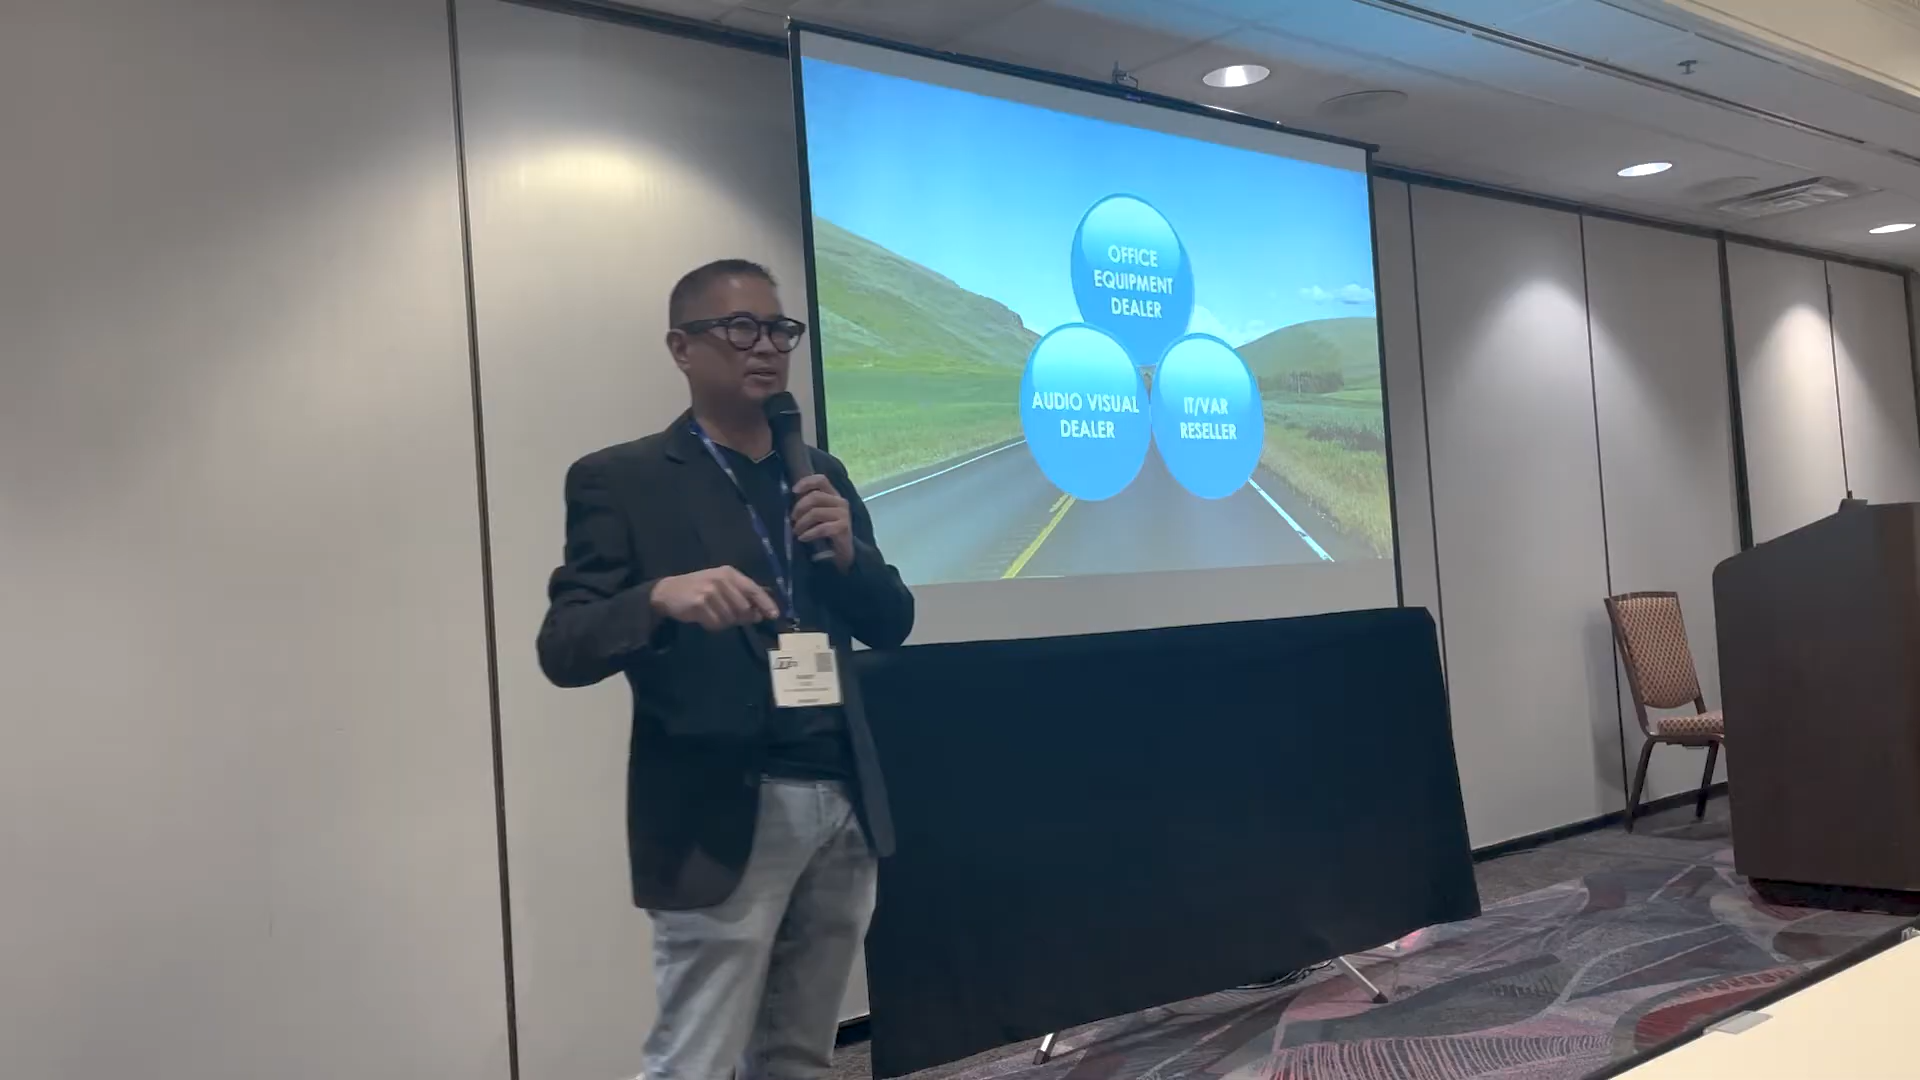 OFFICE
EQUIPMENT
DEALER
AUDIO VISUAL
DEALER
IT/VAR
RESELLER